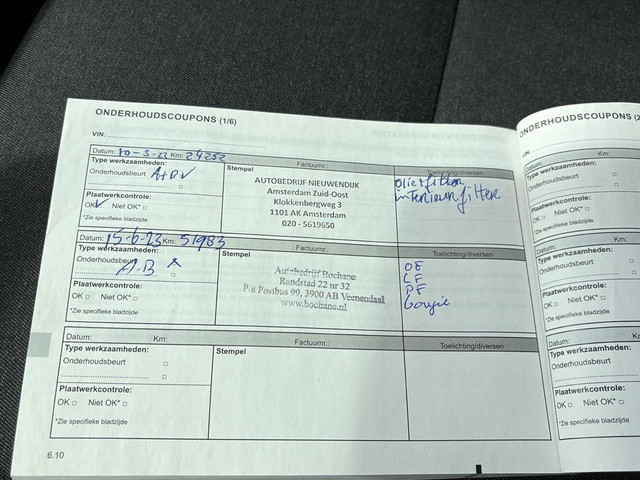 ONDERHOUDSCOUPONS (1/6)
VIN:
Datum: 10-5-22 Km: 24252 Factuurnr.: Toelichting/diversen
Type werkzaamheden:
Onderhoudsbeurt
Stempel
AUTOBEDRIJF NIEUWENDIJK
Amsterdam Zuid-Oost
Klokkenbergweg 3
1101 AK Amsterdam
020 - 5619650
oliefilter
interieurfilter
Plaatwerkcontrole:
OK Niet OK*
*Zie specifieke bladzijde
Datum: 15-6-23 Km: 51983 Factuurnr.: Toelichting/diversen
Type werkzaamheden:
Onderhoudsbeurt A.B
Stempel
Autobedrijf Bochane
Randstad 22 nr 32
P/a Postbus 99, 3900 AB Veenendaal
www.bochane.nl
OF
LF
PF
bougie
Plaatwerkcontrole:
OK Niet OK*
*Zie specifieke bladzijde
Datum: Km: Factuurnr.: Toelichting/diversen
Type werkzaamheden:
Onderhoudsbeurt
Stempel
Plaatwerkcontrole:
OK Niet OK*
*Zie specifieke bladzijde
6.10
ONDERHOUDSCOUPONS (2
VIN:
Datum:
Type werkzaamheden:
Onderhoudsbeurt
Plaatwerkcontrole:
OK Niet OK*
*Zie specifieke bladzijde
Datum:
Type werkzaamheden:
Onderhoudsbeurt
Plaatwerkcontrole:
OK Niet OK*
*Zie specifieke bladzijde
Datum:
Type werkzaamheden:
Onderhoudsbeurt
Plaatwerkcontrole:
OK Niet OK*
*Zie specifieke bladzijde